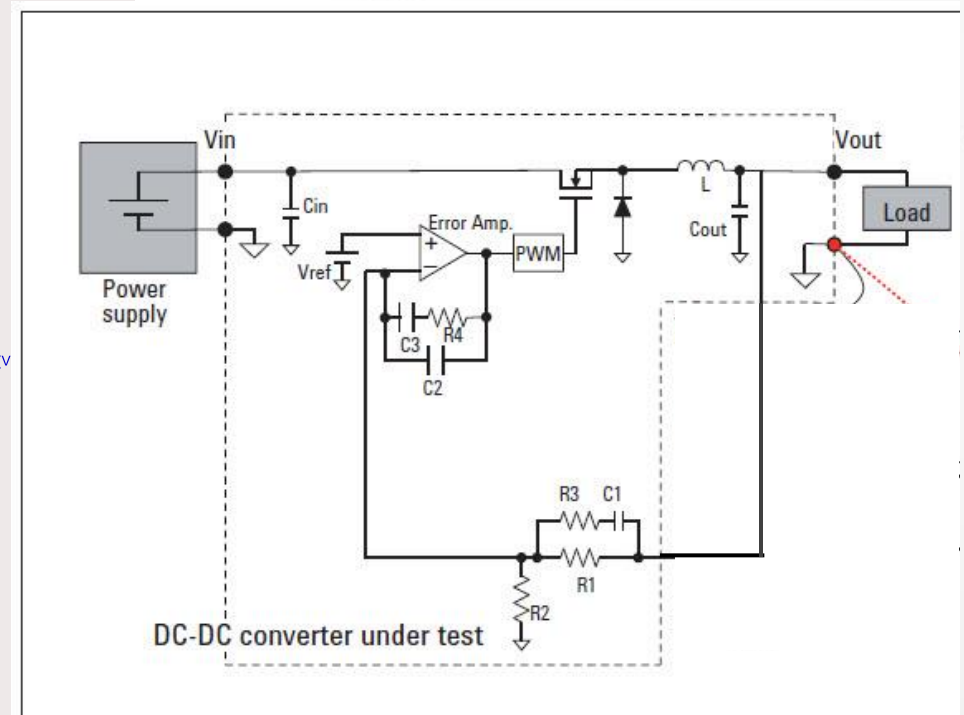 Vin
Vout
Cin
L
Load
Error Amp.
Cout
+
−
PWM
Vref
Power
supply
C3
R4
C2
R3
C1
R1
R2
DC-DC converter under test